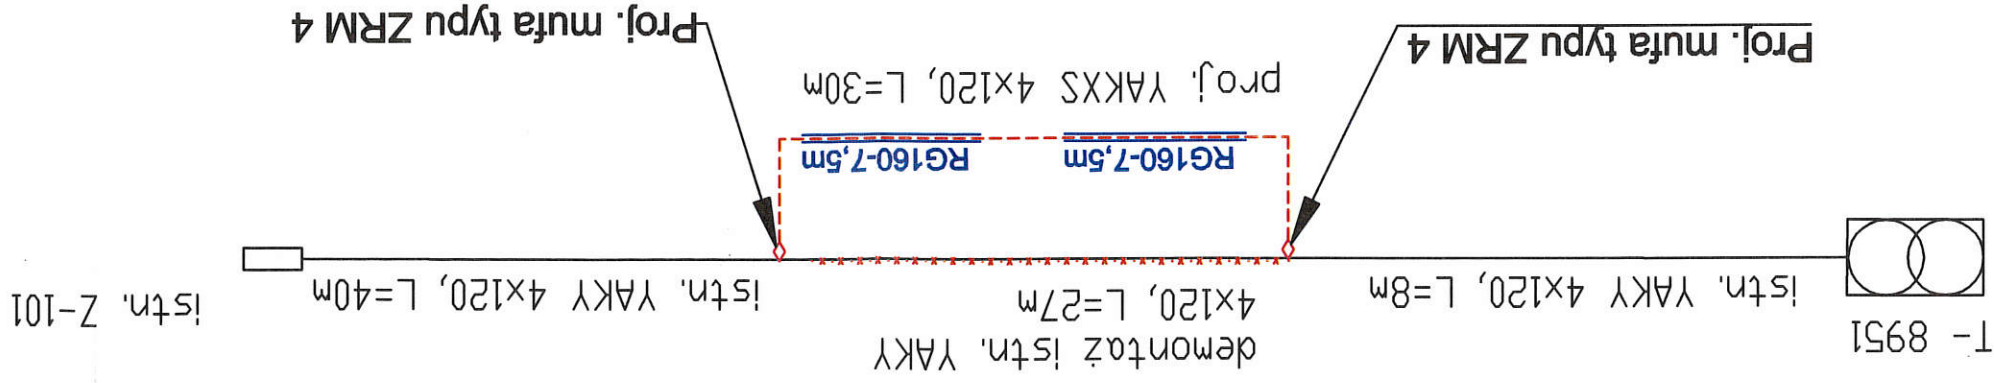 T- 8951
istn. YAKY 4x120, L=8m
demontaż istn. YAKY
4x120, L=27m
istn. YAKY 4x120, L=40m
istn. Z-101
RG160-7,5m
RG160-7,5m
proj. YAKXS 4x120, L=30m
Proj. mufa typu ZRM 4
Proj. mufa typu ZRM 4